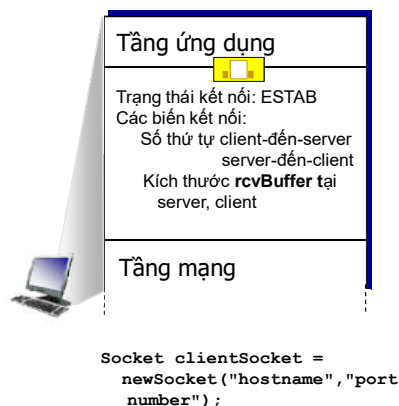 Tầng ứng dụng
Trạng thái kết nối: ESTAB
Các biến kết nối:
Số thứ tự client-đến-server
server-đến-client
Kích thước rcvBuffer tại
server, client
Tầng mạng
Socket clientSocket =
newSocket("hostname","port
number");